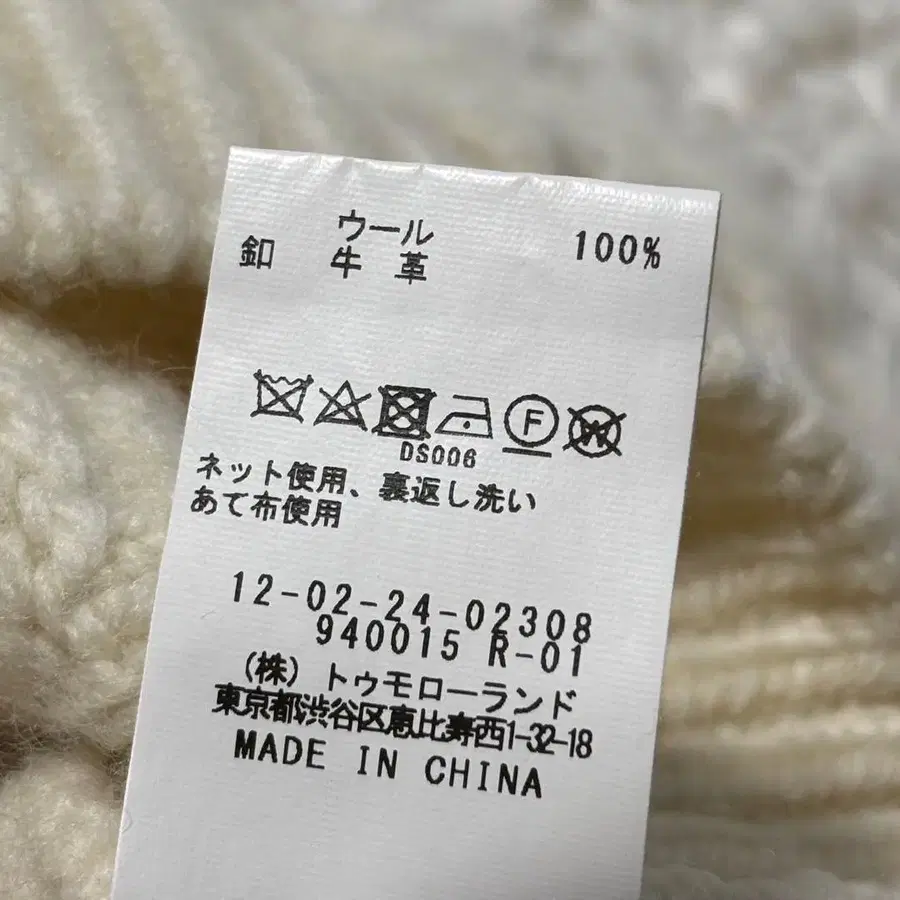 ウール 100%
釦 牛革
F W
DS006
ネット使用、裏返し洗い
あて布使用
12-02-24-02308
940015 R-01
(株) トゥモローランド
東京都渋谷区恵比寿西1-32-18
MADE IN CHINA